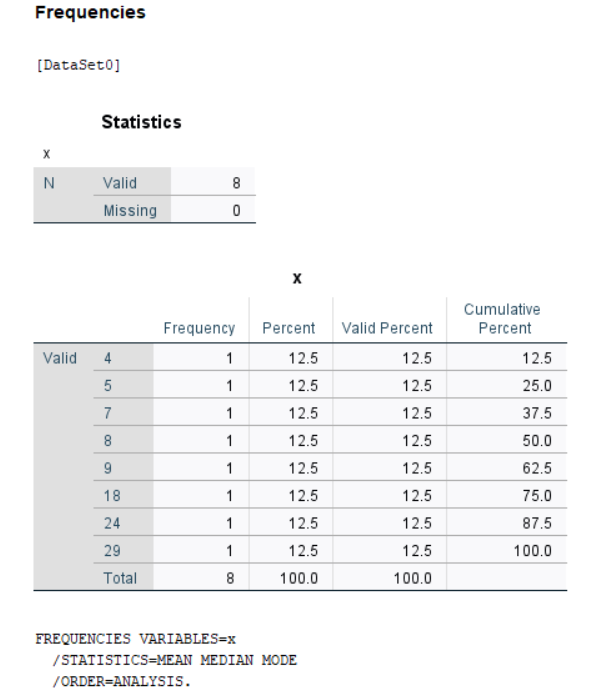 Frequencies
[DataSet0]
Statistics
x
N Valid 8
Missing 0
x
Frequency Percent Valid Percent Cumulative Percent
Valid 4 1 12.5 12.5 12.5
5 1 12.5 12.5 25.0
7 1 12.5 12.5 37.5
8 1 12.5 12.5 50.0
9 1 12.5 12.5 62.5
18 1 12.5 12.5 75.0
24 1 12.5 12.5 87.5
29 1 12.5 12.5 100.0
Total 8 100.0 100.0
FREQUENCIES VARIABLES=x
/STATISTICS=MEAN MEDIAN MODE
/ORDER=ANALYSIS.